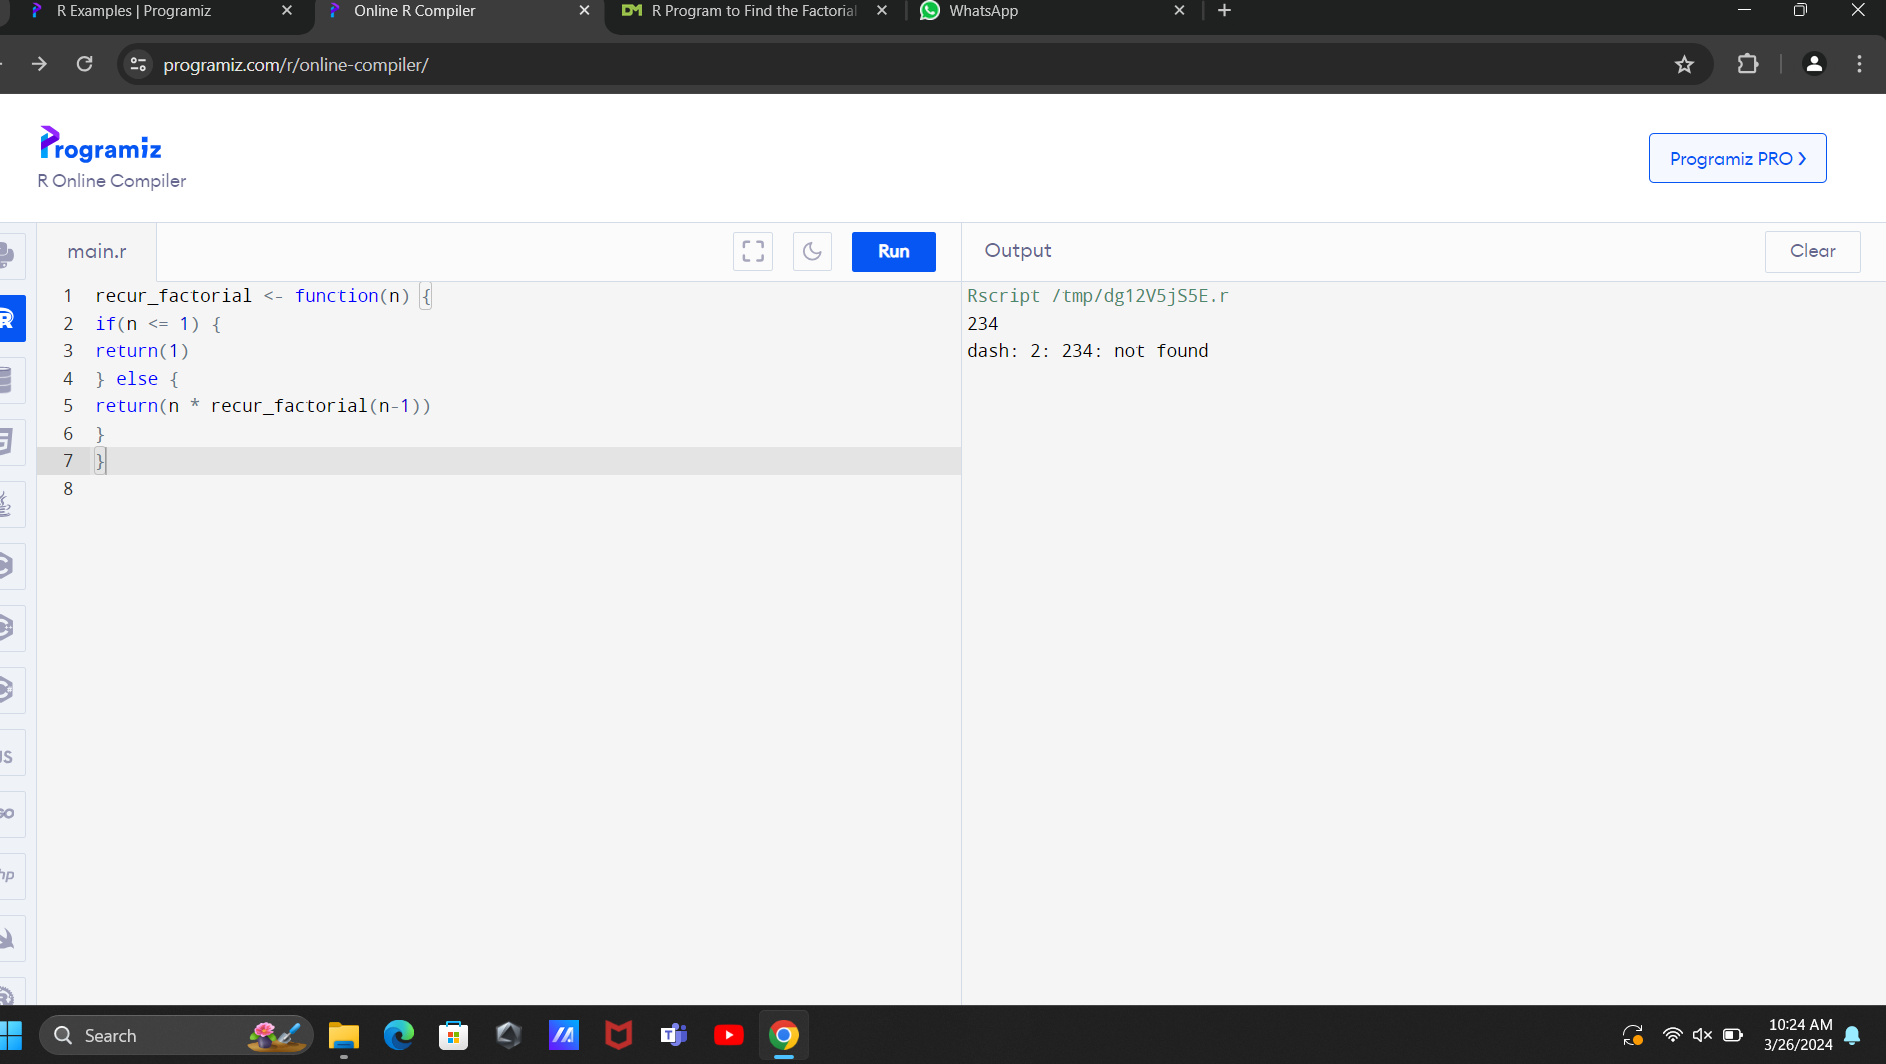 R Examples | Programiz
Online R Compiler
DM R Program to Find the Factorial
WhatsApp
programiz.com/r/online-compiler/
Programiz
R Online Compiler
Programiz PRO
main.r
Run
Output
Clear
1 recur_factorial <- function(n) {
2 if(n <= 1) {
3 return(1)
4 } else {
5 return(n * recur_factorial(n-1))
6 }
7 }
8
Rscript /tmp/dg12V5jS5E.r
234
dash: 2: 234: not found
Search
10:24 AM
3/26/2024